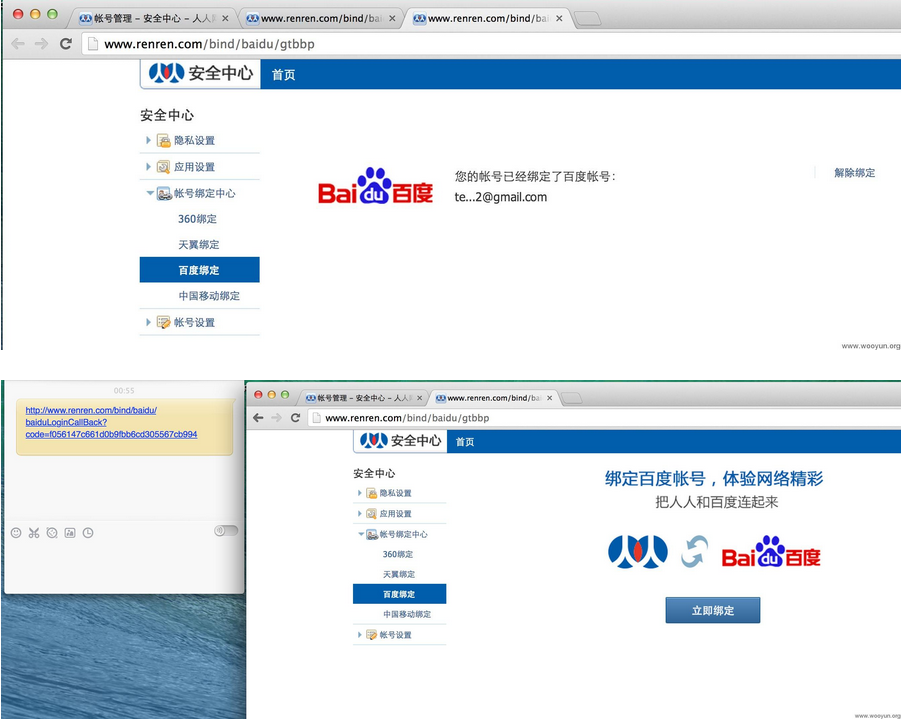 帐号管理 - 安全中心 - 人人
www.renren.com/bind/bai
www.renren.com/bind/bai
www.renren.com/bind/baidu/gtbbp
安全中心
首页
安全中心
隐私设置
应用设置
帐号绑定中心
360绑定
天翼绑定
百度绑定
中国移动绑定
帐号设置
Bai du 百度
您的帐号已经绑定了百度帐号：
te...2@gmail.com
解除绑定
www.wooyun.org
00:55
http://www.renren.com/bind/baidu/
baiduLoginCallBack?
code=f056147c661d0b9fbb6cd305567cb994
帐号管理 - 安全中心 - 人人
www.renren.com/bind/bai
www.renren.com/bind/baidu/gtbbp
安全中心
首页
安全中心
隐私设置
应用设置
帐号绑定中心
360绑定
天翼绑定
百度绑定
中国移动绑定
帐号设置
绑定百度帐号，体验网络精彩
把人人和百度连起来
Bai du 百度
立即绑定
www.wooyun.org